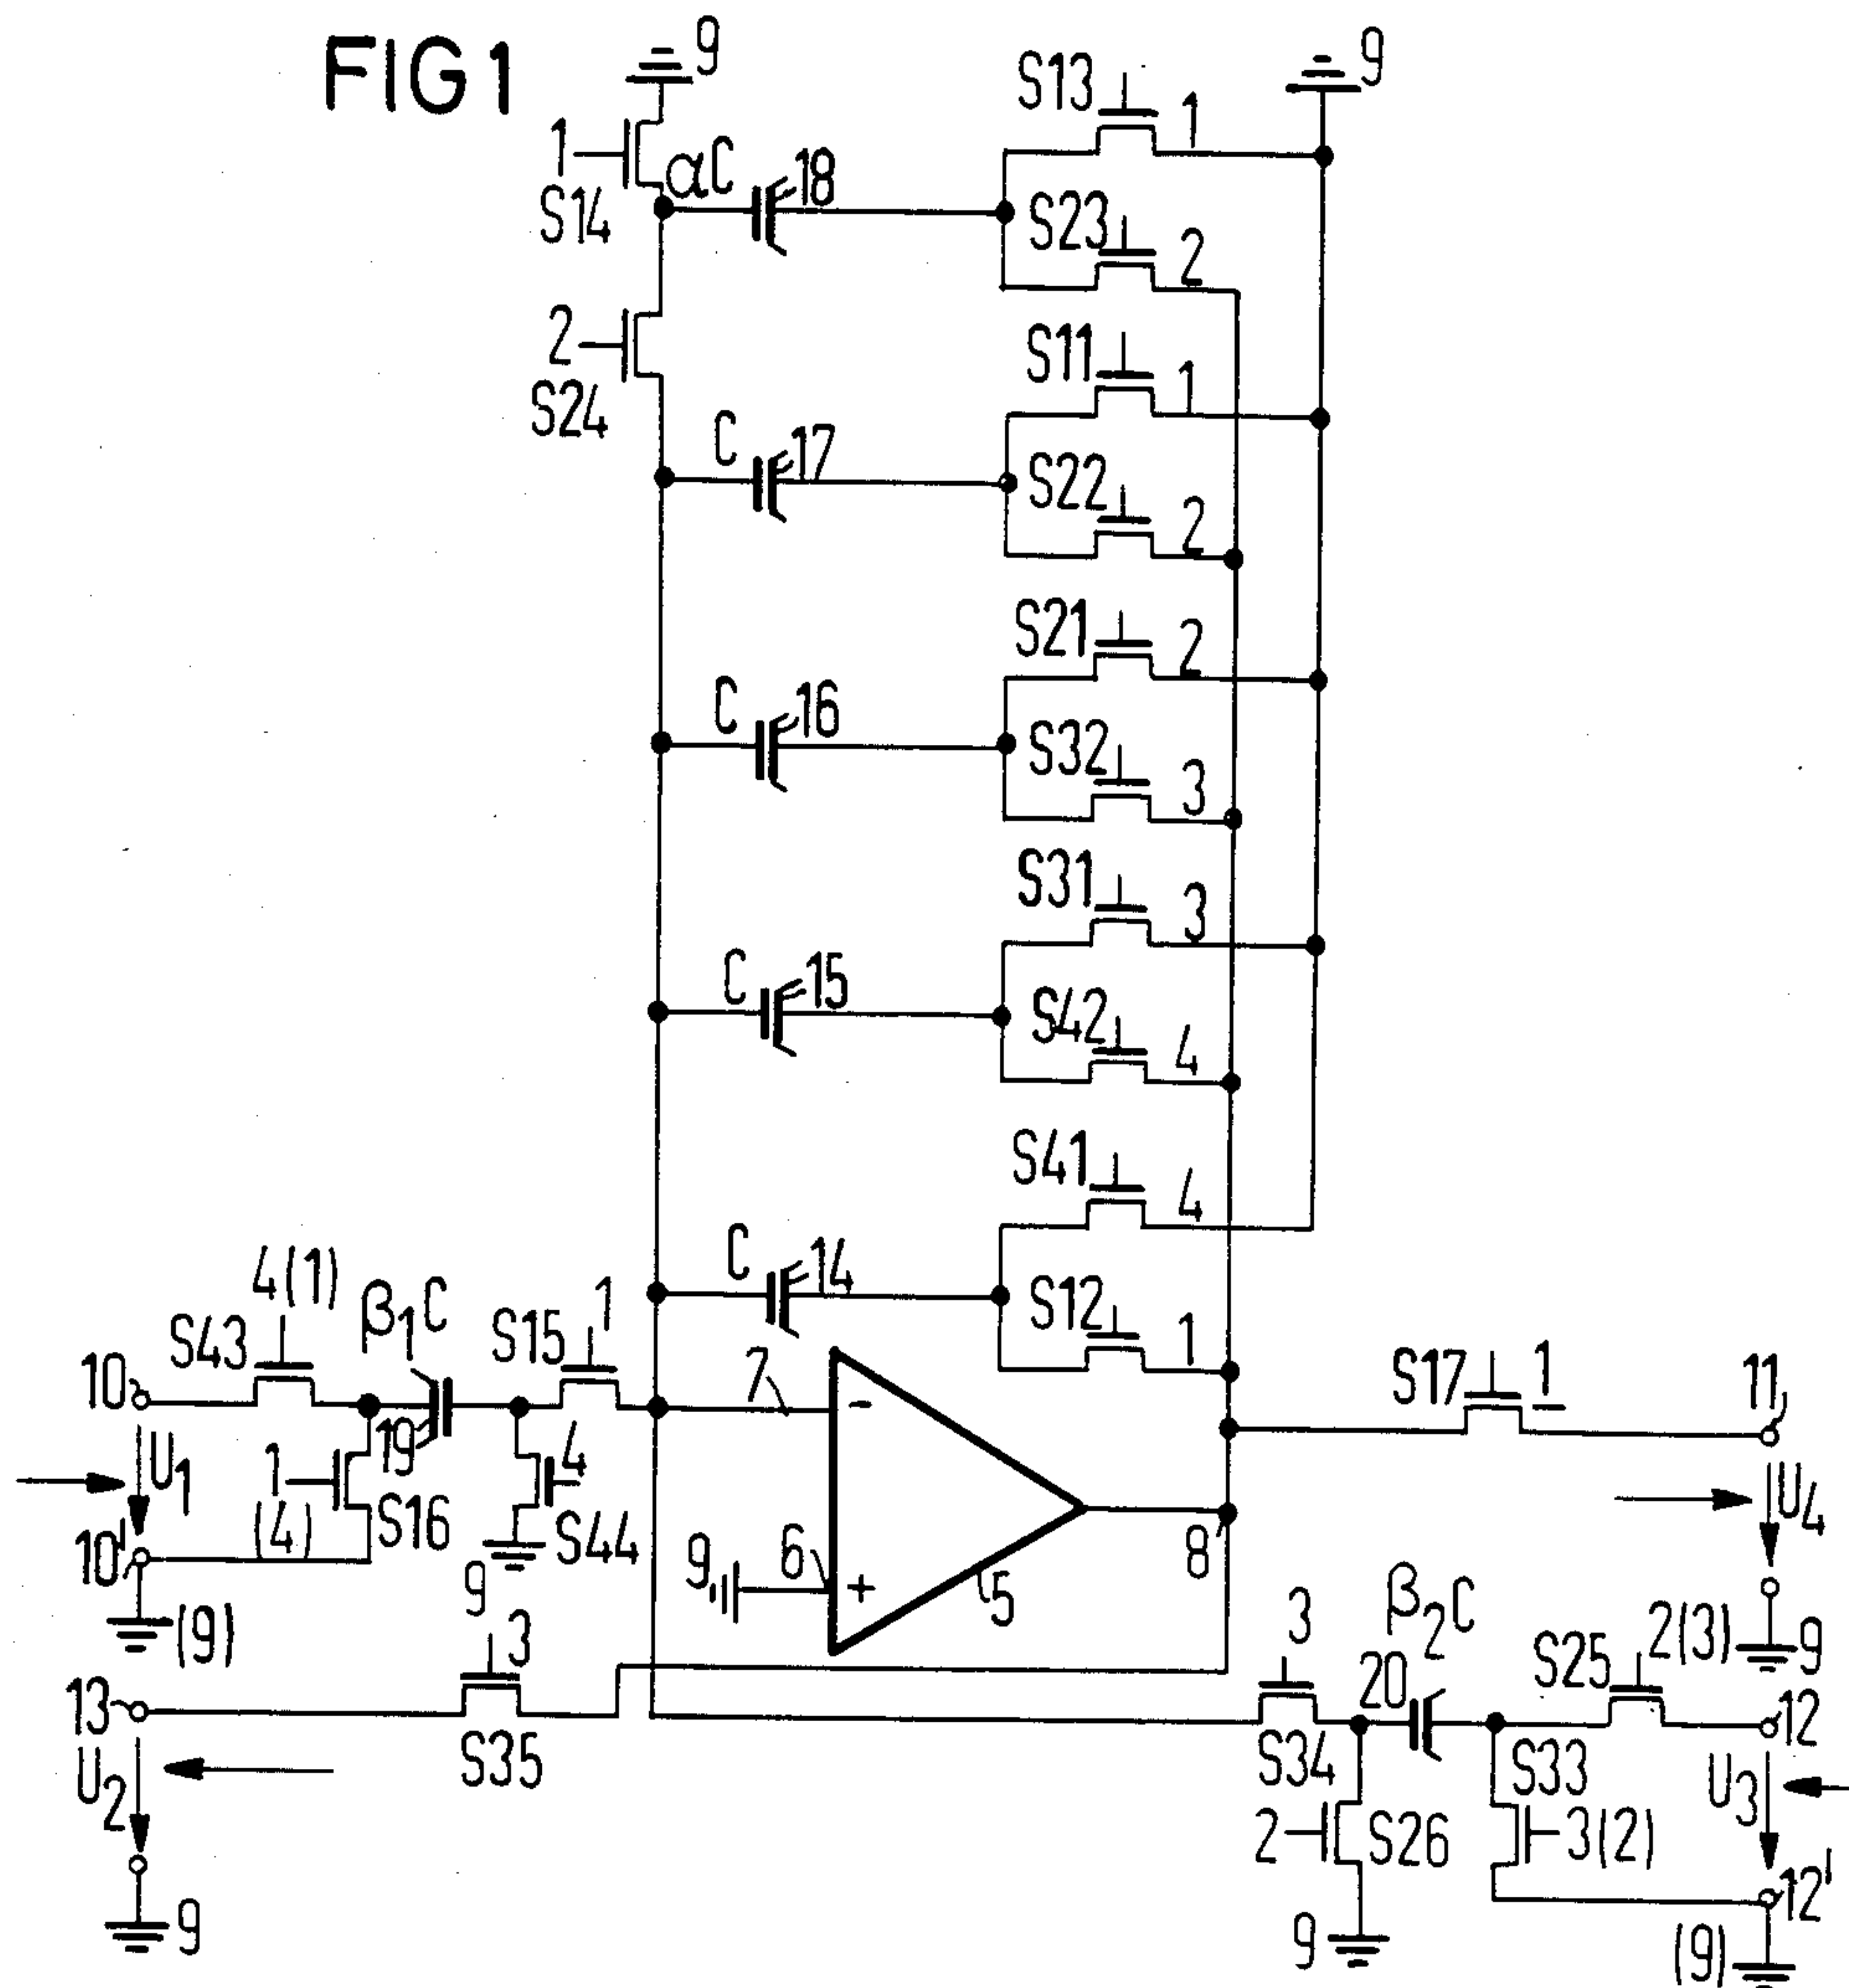 FIG 1
9
9
S13
1
1
αC
18
S14
S23
2
2
S11
1
S24
C
17
S22
2
S21
2
C
16
S32
3
S31
3
C
15
S42
4
S41
4
4(1)
β1C
1
C
14
S12
1
S43
S15
10
7
-
S17
1
11
19
4
U1
1
(4)
S16
S44
10'
9
(9)
9
6
+
5
8
U4
9
3
3
β2C
2(3)
S25
20
13
S35
12
U2
S34
S33
U3
2
S26
3(2)
12'
9
9
(9)